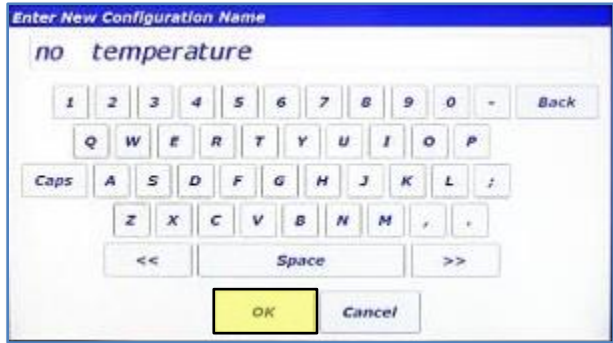 Enter New Configuration Name
no temperature
1 2 3 4 5 6 7 8 9 0 - Back
Q W E R T Y U I O P
Caps A S D F G H J K L ;
Z X C V B N M , .
<< Space >>
OK Cancel